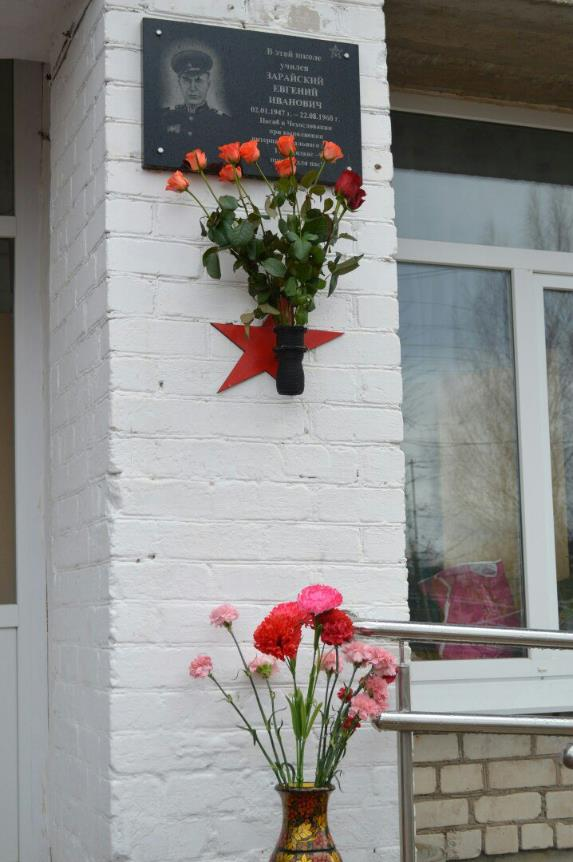 В этой школе
учился
ЗАРАЙСКИЙ
ЕВГЕНИЙ
ИВАНОВИЧ
02.01.1947 г. – 22.08.1968 г.
Погиб в Чехословакии
при выполнении